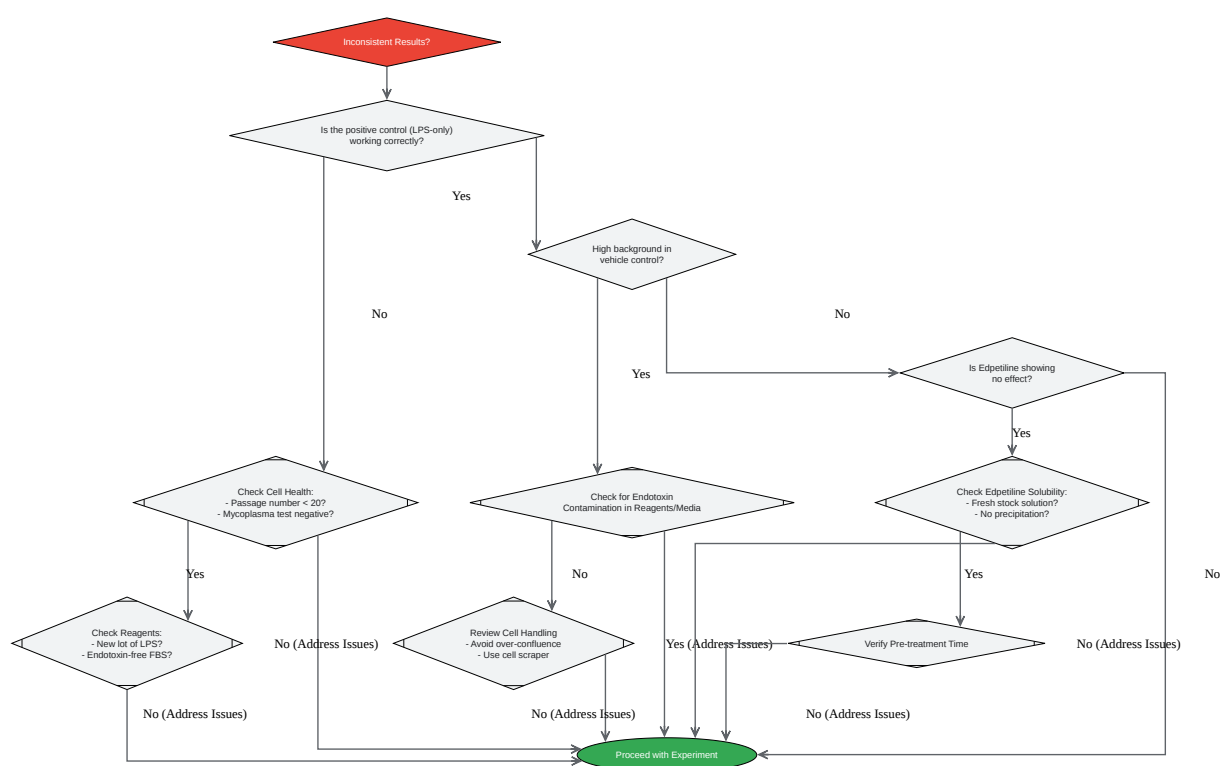 Inconsistent Results?
Is the positive control (LPS-only)
working correctly?
Yes
High background in
vehicle control?
No
No
Yes
Is Edpetiline showing
no effect?
Yes
Check Cell Health:
- Passage number < 20?
- Mycoplasma test negative?
Check for Endotoxin
Contamination in Reagents/Media
Check Edpetiline Solubility:
- Fresh stock solution?
- No precipitation?
Yes
No
Yes
No
Check Reagents:
- New lot of LPS?
- Endotoxin-free FBS?
No (Address Issues)
Review Cell Handling
- Avoid over-confluence
- Use cell scraper
Yes (Address Issues)
Verify Pre-treatment Time
No (Address Issues)
No (Address Issues)
No (Address Issues)
No (Address Issues)
Proceed with Experiment